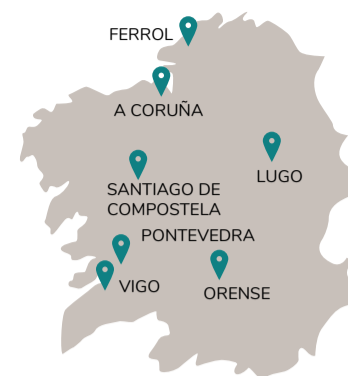 FERROL
A CORUÑA
LUGO
SANTIAGO DE
COMPOSTELA
PONTEVEDRA
VIGO
ORENSE